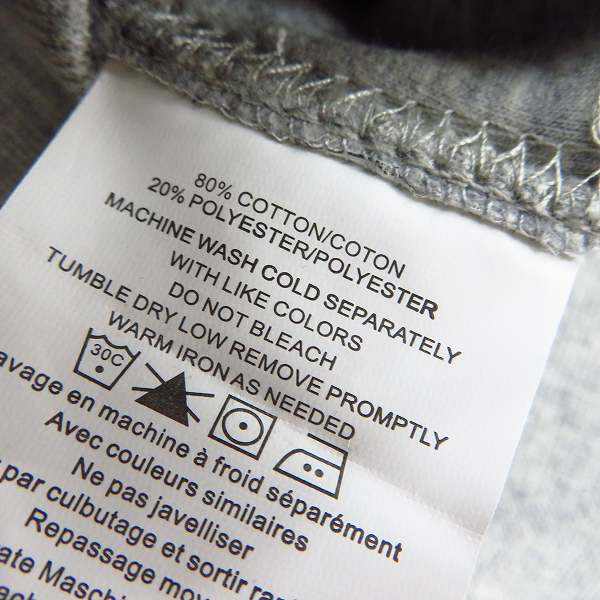 80% COTTON/COTON
20% POLYESTER/POLYESTER
MACHINE WASH COLD SEPARATELY
WITH LIKE COLORS
DO NOT BLEACH
TUMBLE DRY LOW REMOVE PROMPTLY
WARM IRON AS NEEDED
30C
avage en machine à froid séparément
Avec couleurs similaires
Ne pas javelliser
par culbutage et sortir
Repassage